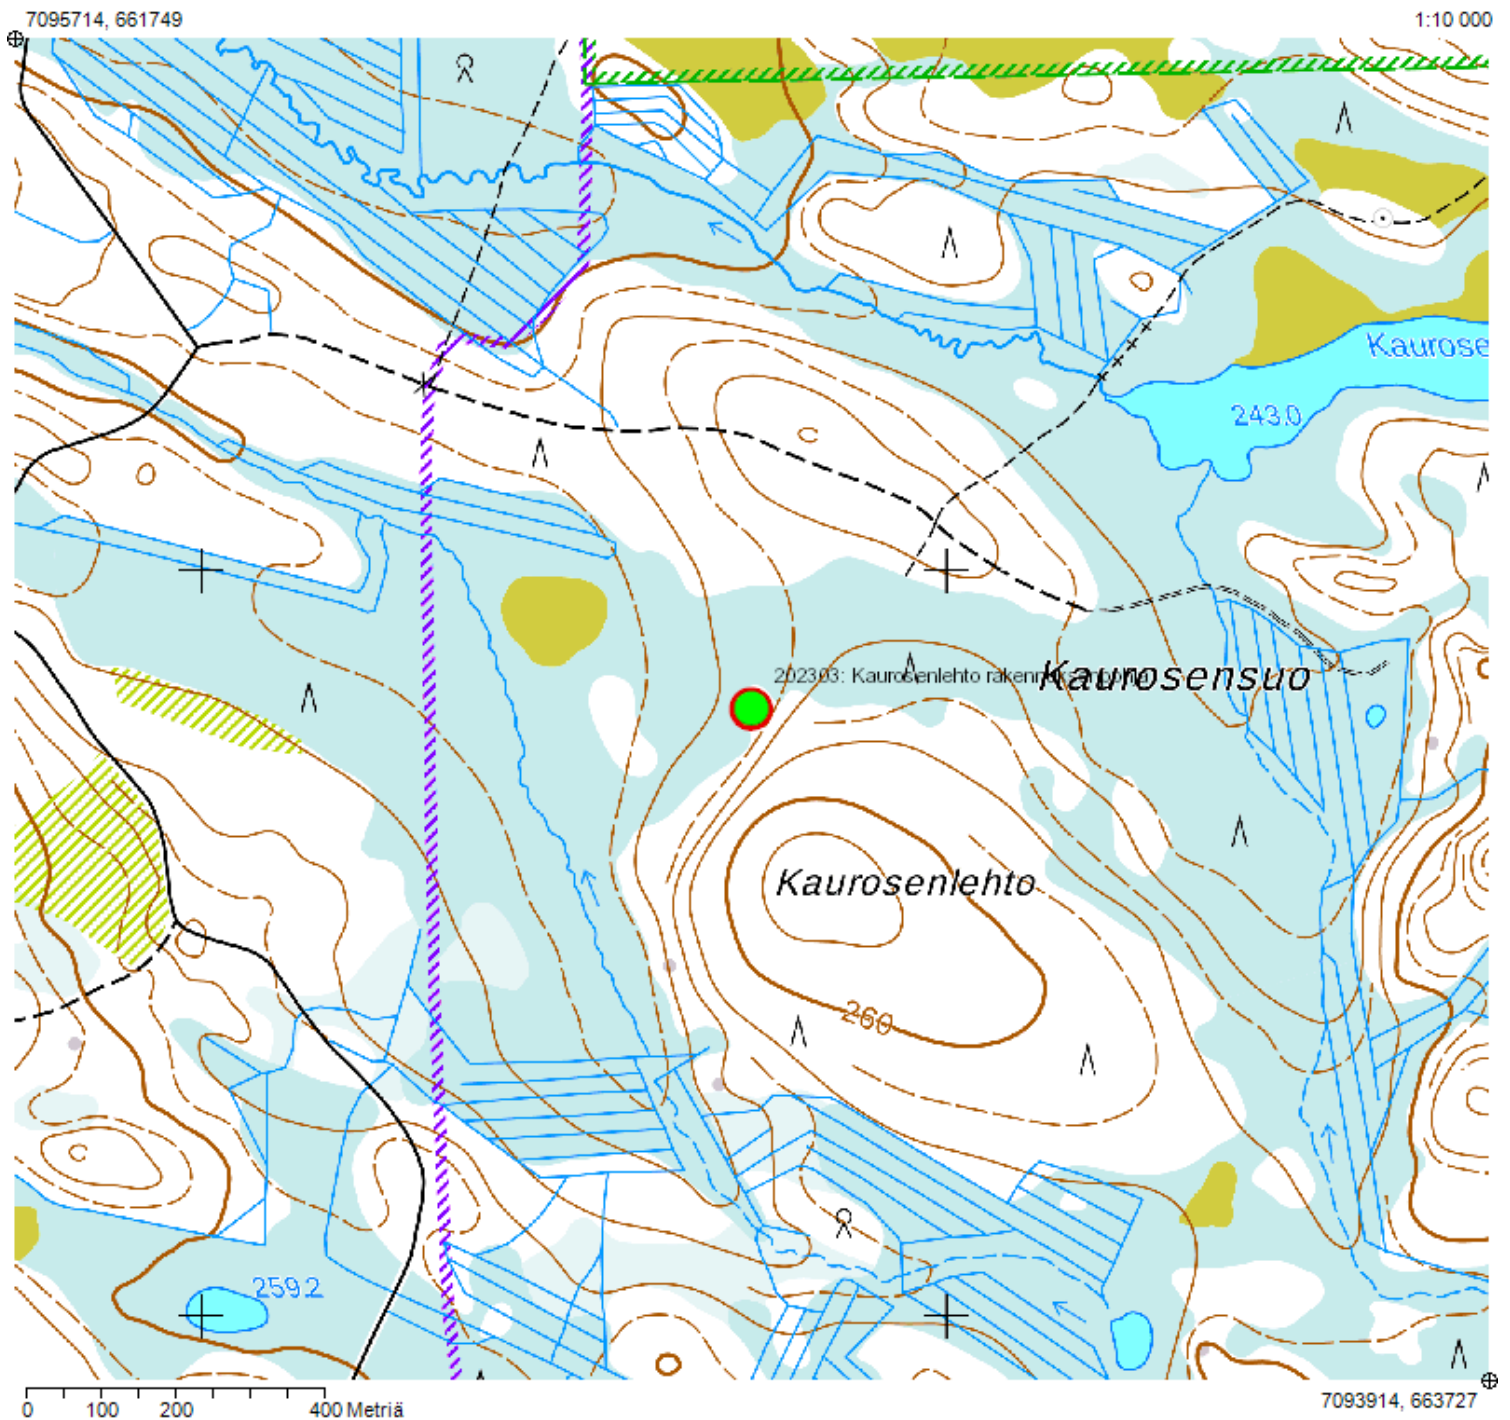 7095714, 661749
1:10 000
Kaurose
243.0
202303: Kaurosenlehto
Kaurosensuo
Kaurosenlehto
260
259.2
0 100 200 400 Metriä
7093914, 663727